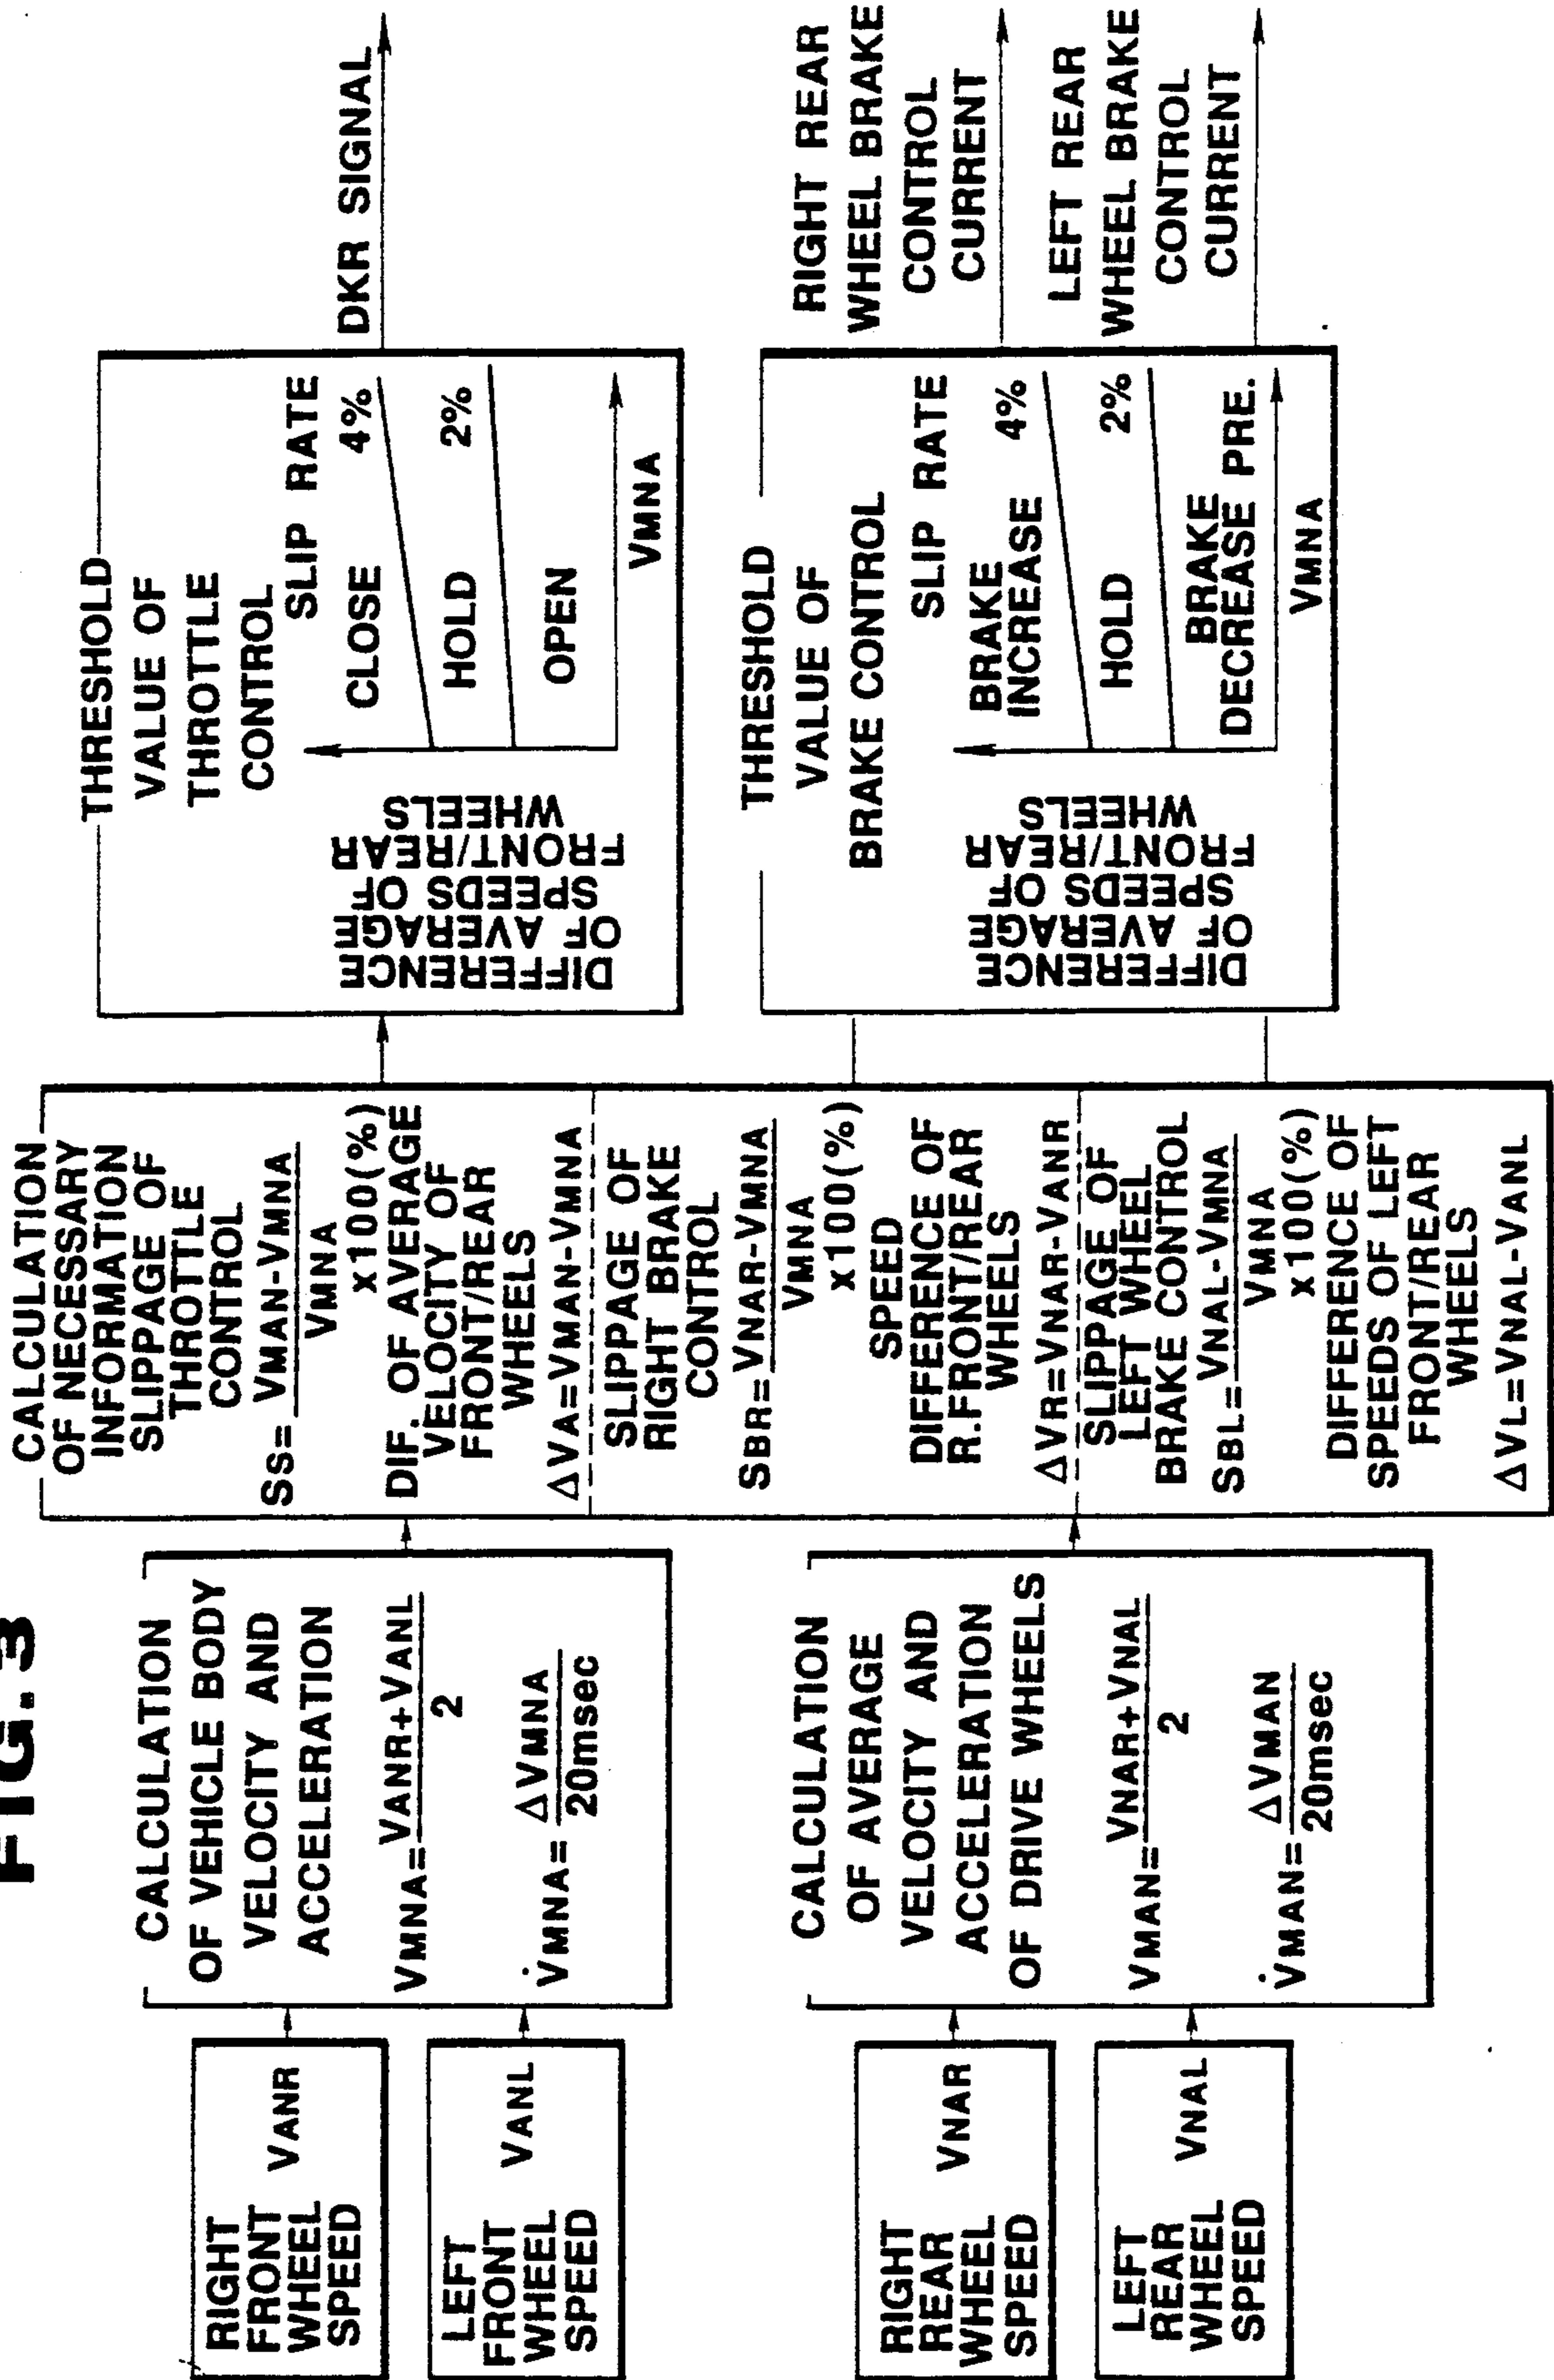 FIG.3
RIGHT
FRONT
WHEEL
SPEED
VANR
LEFT
FRONT
WHEEL
SPEED
VANL
RIGHT
REAR
WHEEL
SPEED
VNAR
LEFT
REAR
WHEEL
SPEED
VNAL
CALCULATION
OF VEHICLE BODY
VELOCITY AND
ACCELERATION
VMNA=VANR+VANL
2
V̇MNA=ΔVMNA
20msec
CALCULATION
OF AVERAGE
VELOCITY AND
ACCELERATION
OF DRIVE WHEELS
VMAN=VNAR+VNAL
2
V̇MAN=ΔVMAN
20msec
CALCULATION
OF NECESSARY
INFORMATION
SLIPPAGE OF
THROTTLE
CONTROL
SS=VMAN-VMNA
VMNA
x100(%)
DIF. OF AVERAGE
VELOCITY OF
FRONT/REAR
WHEELS
ΔVA=VMAN-VMNA
SLIPPAGE OF
RIGHT BRAKE
CONTROL
SBR=VNAR-VMNA
VMNA
x100(%)
SPEED
DIFFERENCE OF
R.FRONT/REAR
WHEELS
ΔVR=VNAR-VANR
SLIPPAGE OF
LEFT WHEEL
BRAKE CONTROL
SBL=VNAL-VMNA
VMNA
x100(%)
DIFFERENCE OF
SPEEDS OF LEFT
FRONT/REAR
WHEELS
ΔVL=VNAL-VANL
THRESHOLD
VALUE OF
THROTTLE
CONTROL
SLIP RATE
CLOSE 4%
HOLD 2%
OPEN
VMNA
DIFFERENCE
OF AVERAGE
SPEEDS OF
FRONT/REAR
WHEELS
DKR SIGNAL
THRESHOLD
VALUE OF
BRAKE CONTROL
SLIP RATE
BRAKE
INCREASE 4%
HOLD 2%
BRAKE
DECREASE PRE.
VMNA
DIFFERENCE
OF AVERAGE
SPEEDS OF
FRONT/REAR
WHEELS
RIGHT REAR
WHEEL BRAKE
CONTROL
CURRENT
LEFT REAR
WHEEL BRAKE
CONTROL
CURRENT